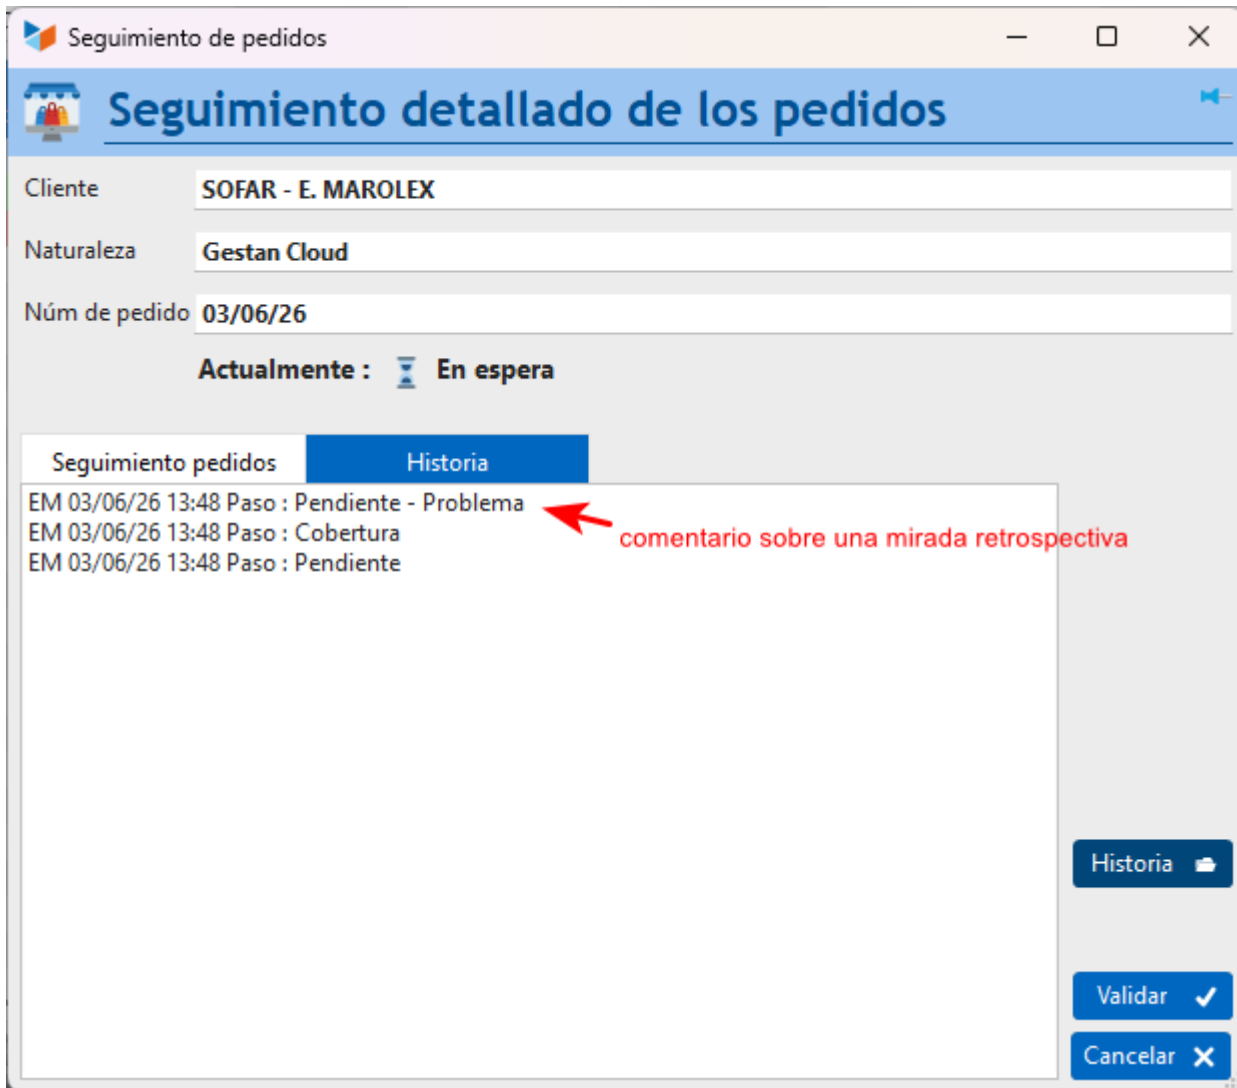 Seguimiento de pedidos
Seguimiento detallado de los pedidos
Cliente SOFAR - E. MAROLEX
Naturaleza Gestan Cloud
Núm de pedido 03/06/26
Actualmente : En espera
Seguimiento pedidos Historia
EM 03/06/26 13:48 Paso : Pendiente - Problema
EM 03/06/26 13:48 Paso : Cobertura
EM 03/06/26 13:48 Paso : Pendiente
comentario sobre una mirada retrospectiva
Historia
Validar
Cancelar